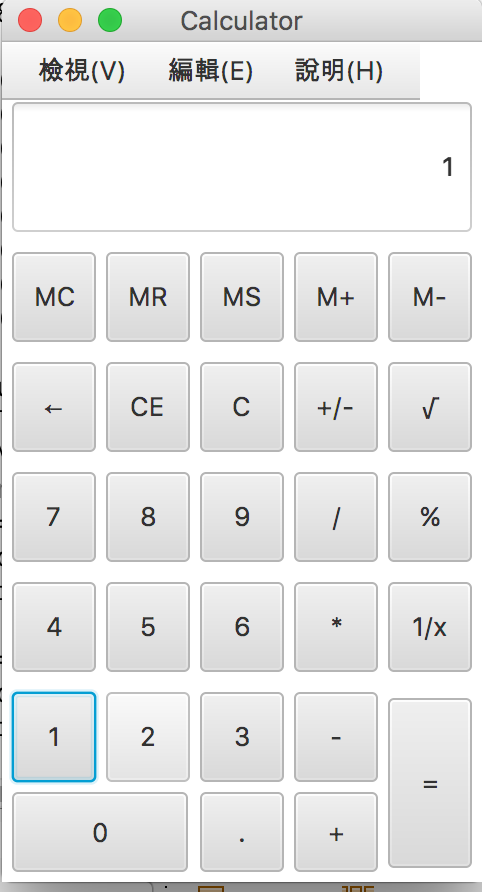 Calculator
檢視(V) 編輯(E) 說明(H)
1
MC MR MS M+ M-
← CE C +/- √
7 8 9 / %
4 5 6 * 1/x
1 2 3 - =
0 . +